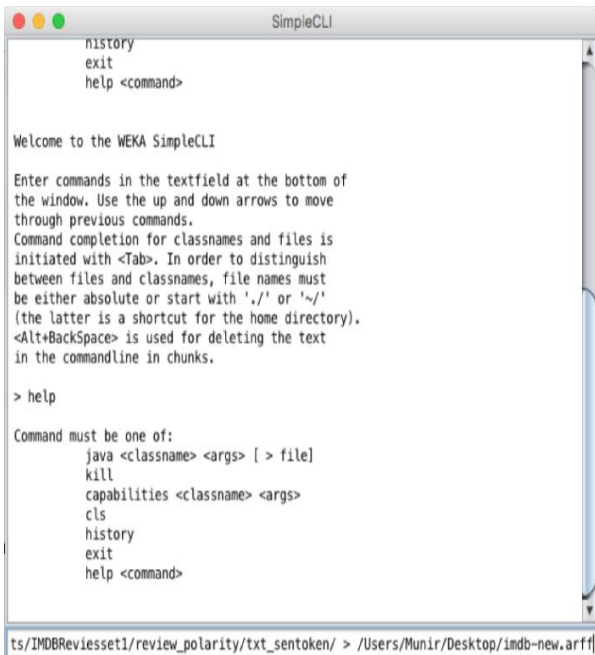 SimpleCLI
history
exit
help <command>
Welcome to the WEKA SimpleCLI
Enter commands in the textfield at the bottom of
the window. Use the up and down arrows to move
through previous commands.
Command completion for classnames and files is
initiated with <Tab>. In order to distinguish
between files and classnames, file names must
be either absolute or start with './' or '~/'
(the latter is a shortcut for the home directory).
<Alt+BackSpace> is used for deleting the text
in the commandline in chunks.
> help
Command must be one of:
java <classname> <args> [ > file]
kill
capabilities <classname> <args>
cls
history
exit
help <command>
ts/IMDBReviesset1/review_polarity/txt_sentoken/ > /Users/Munir/Desktop/imdb-new.arff